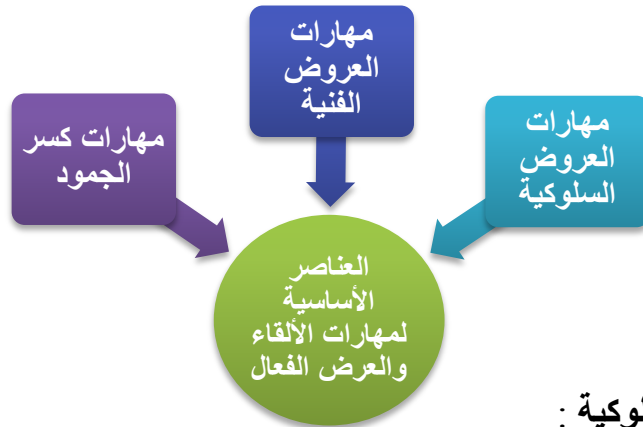 مهارات
العروض
الفنية
مهارات
العروض
السلوكية
مهارات كسر
الجمود
العناصر
الأساسية
لمهارات الألقاء
والعرض الفعال